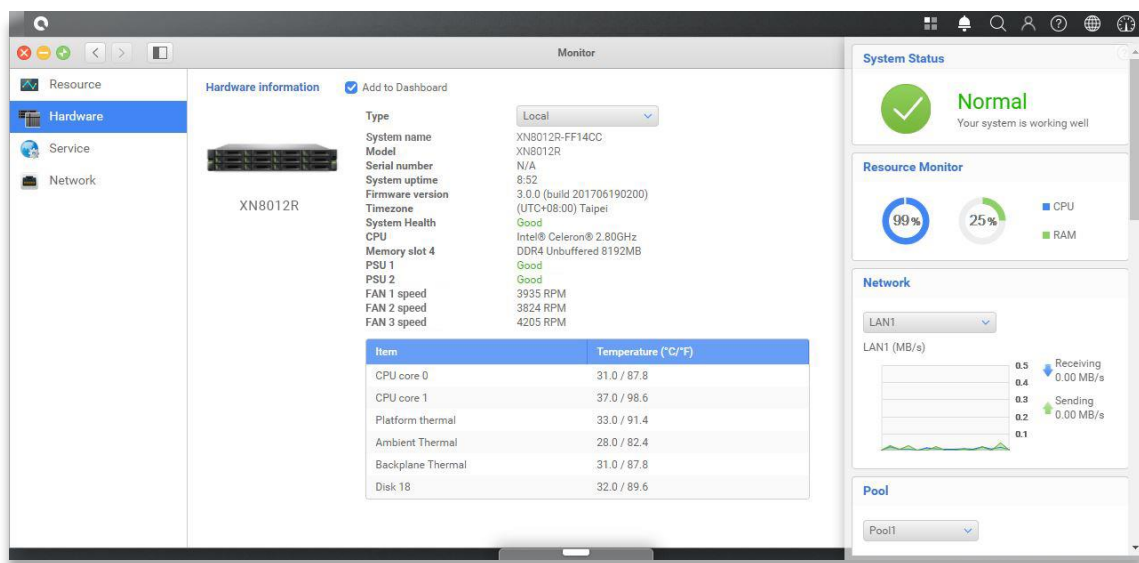 Monitor
Resource
Hardware
Service
Network
Hardware information
Add to Dashboard
XN8012R
Type Local
System name XN8012R-FF14CC
Model XN8012R
Serial number N/A
System uptime 8:52
Firmware version 3.0.0 (build 201706190200)
Timezone (UTC+08:00) Taipei
System Health Good
CPU Intel® Celeron® 2.80GHz
Memory slot 4 DDR4 Unbuffered 8192MB
PSU 1 Good
PSU 2 Good
FAN 1 speed 3935 RPM
FAN 2 speed 3824 RPM
FAN 3 speed 4205 RPM
Item Temperature (°C/°F)
CPU core 0 31.0 / 87.8
CPU core 1 37.0 / 98.6
Platform thermal 33.0 / 91.4
Ambient Thermal 28.0 / 82.4
Backplane Thermal 31.0 / 87.8
Disk 18 32.0 / 89.6
System Status
Normal
Your system is working well
Resource Monitor
99%
25%
CPU
RAM
Network
LAN1
LAN1 (MB/s)
0.5
0.4
0.3
0.2
0.1
Receiving
0.00 MB/s
Sending
0.00 MB/s
Pool
Pool1